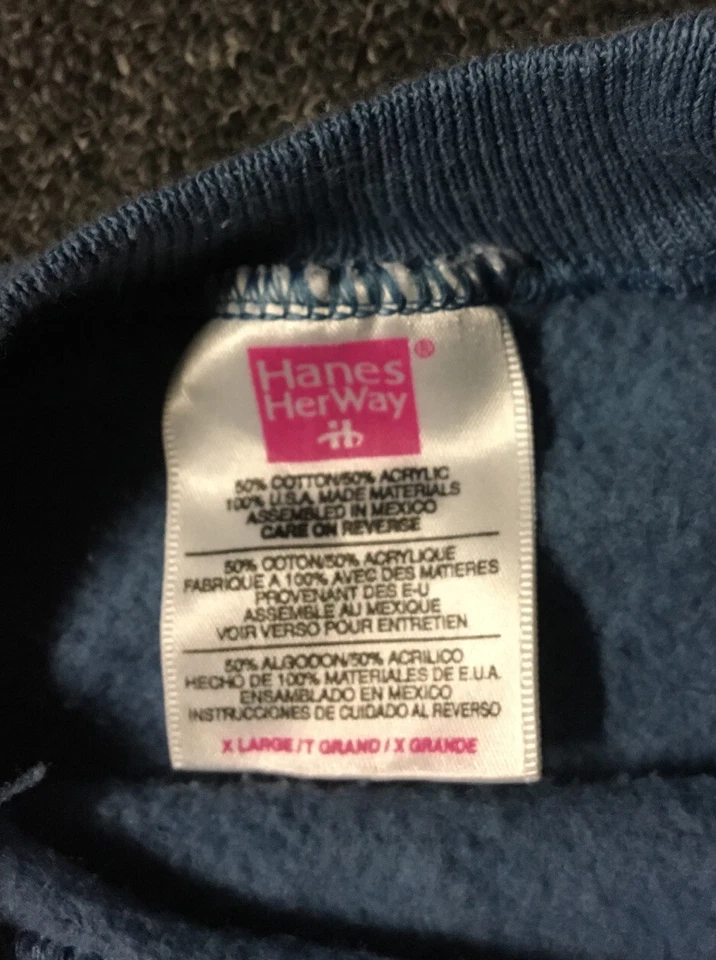 Hanes®
HerWay
50% COTTON/50% ACRYLIC
100% U.S.A. MADE MATERIALS
ASSEMBLED IN MEXICO
CARE ON REVERSE
50% COTON/50% ACRYLIQUE
FABRIQUE A 100% AVEC DES MATIERES
PROVENANT DES E-U
ASSEMBLE AU MEXIQUE
VOIR VERSO POUR ENTRETIEN
50% ALGODON/50% ACRILICO
HECHO DE 100% MATERIALES DE E.U.A.
ENSAMBLADO EN MEXICO
INSTRUCCIONES DE CUIDADO AL REVERSO
X LARGE/T GRAND/X GRANDE